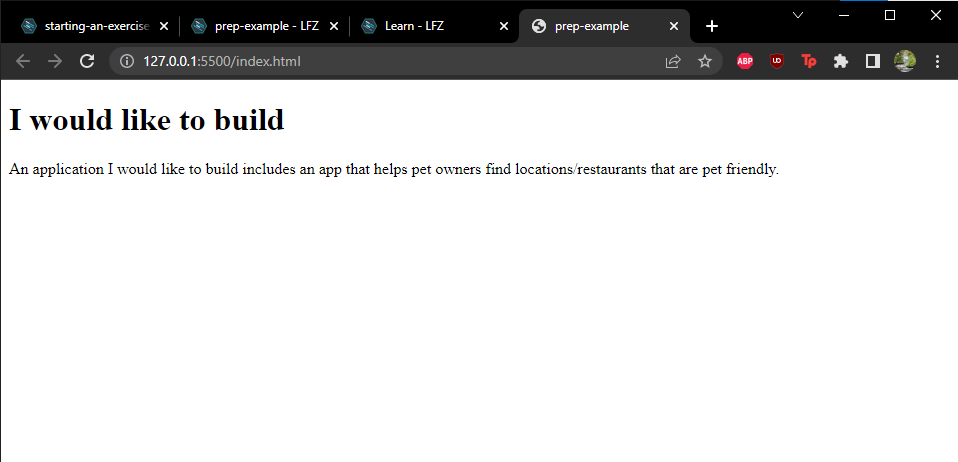 starting-an-exercise
prep-example - LFZ
Learn - LFZ
prep-example
127.0.0.1:5500/index.html
ABP
UD
Tp
I would like to build
An application I would like to build includes an app that helps pet owners find locations/restaurants that are pet friendly.